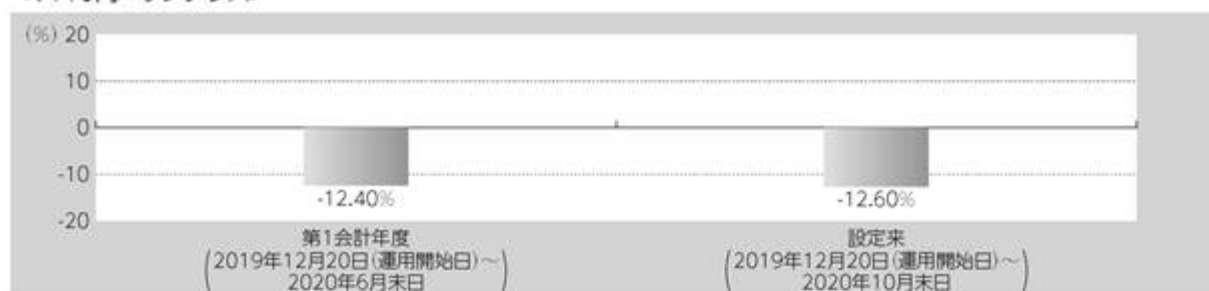 (%) 20
10
0
-10
-20
-12.40%
-12.60%
第1会計年度
(2019年12月20日(運用開始日)～
2020年6月末日)
設定来
(2019年12月20日(運用開始日)～
2020年10月末日)